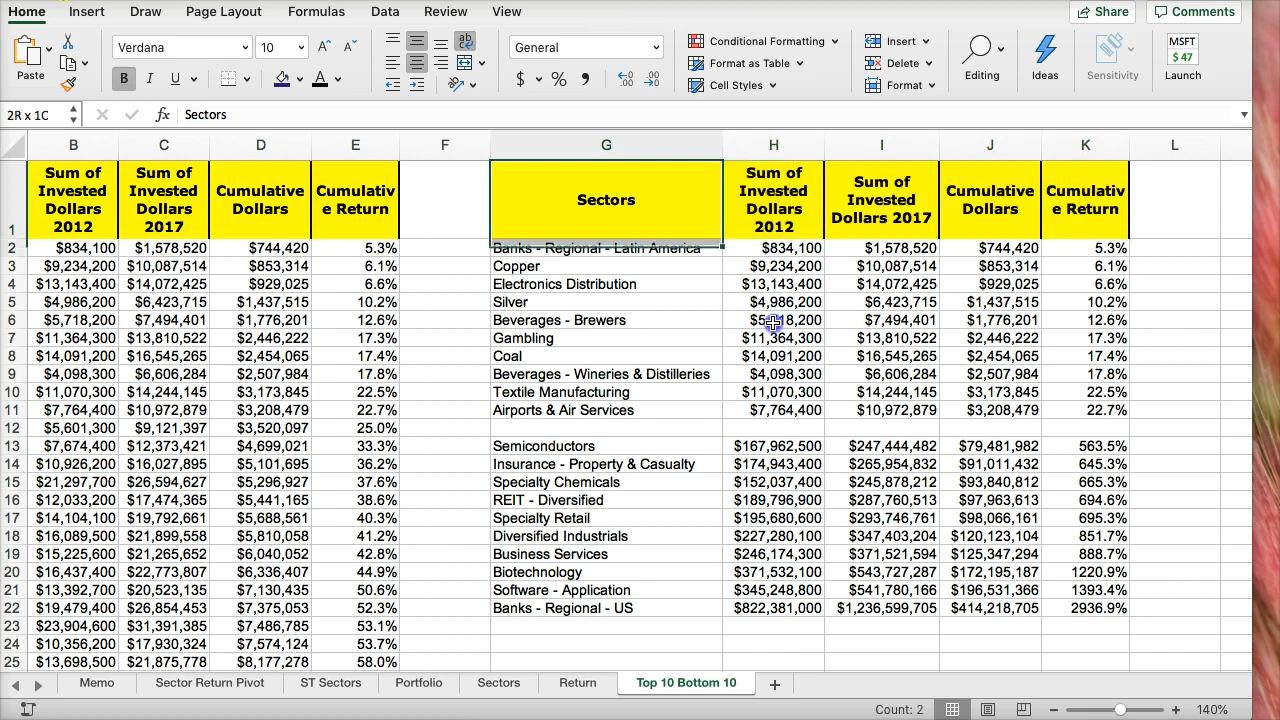 Home Insert Draw Page Layout Formulas Data Review View Share Comments
Paste Verdana 10 A A ab General Conditional Formatting Insert MSFT
B I U A $ % Format as Table Delete $ 47
Cell Styles Format Editing Ideas Sensitivity Launch
2R x 1C fx Sectors
B C D E F G H I J K L
1 Sum of Invested Dollars 2012 Sum of Invested Dollars 2017 Cumulative Dollars Cumulativ e Return Sectors Sum of Invested Dollars 2012 Sum of Invested Dollars 2017 Cumulative Dollars Cumulativ e Return
2 $834,100 $1,578,520 $744,420 5.3% Banks - Regional - Latin America $834,100 $1,578,520 $744,420 5.3%
3 $9,234,200 $10,087,514 $853,314 6.1% Copper $9,234,200 $10,087,514 $853,314 6.1%
4 $13,143,400 $14,072,425 $929,025 6.6% Electronics Distribution $13,143,400 $14,072,425 $929,025 6.6%
5 $4,986,200 $6,423,715 $1,437,515 10.2% Silver $4,986,200 $6,423,715 $1,437,515 10.2%
6 $5,718,200 $7,494,401 $1,776,201 12.6% Beverages - Brewers $5,718,200 $7,494,401 $1,776,201 12.6%
7 $11,364,300 $13,810,522 $2,446,222 17.3% Gambling $11,364,300 $13,810,522 $2,446,222 17.3%
8 $14,091,200 $16,545,265 $2,454,065 17.4% Coal $14,091,200 $16,545,265 $2,454,065 17.4%
9 $4,098,300 $6,606,284 $2,507,984 17.8% Beverages - Wineries & Distilleries $4,098,300 $6,606,284 $2,507,984 17.8%
10 $11,070,300 $14,244,145 $3,173,845 22.5% Textile Manufacturing $11,070,300 $14,244,145 $3,173,845 22.5%
11 $7,764,400 $10,972,879 $3,208,479 22.7% Airports & Air Services $7,764,400 $10,972,879 $3,208,479 22.7%
12 $5,601,300 $9,121,397 $3,520,097 25.0%
13 $7,674,400 $12,373,421 $4,699,021 33.3% Semiconductors $167,962,500 $247,444,482 $79,481,982 563.5%
14 $10,926,200 $16,027,895 $5,101,695 36.2% Insurance - Property & Casualty $174,943,400 $265,954,832 $91,011,432 645.3%
15 $21,297,700 $26,594,627 $5,296,927 37.6% Specialty Chemicals $152,037,400 $245,878,212 $93,840,812 665.3%
16 $12,033,200 $17,474,365 $5,441,165 38.6% REIT - Diversified $189,796,900 $287,760,513 $97,963,613 694.6%
17 $14,104,100 $19,792,661 $5,688,561 40.3% Specialty Retail $195,680,600 $293,746,761 $98,066,161 695.3%
18 $16,089,500 $21,899,558 $5,810,058 41.2% Diversified Industrials $227,280,100 $347,403,204 $120,123,104 851.7%
19 $15,225,600 $21,265,652 $6,040,052 42.8% Business Services $246,174,300 $371,521,594 $125,347,294 888.7%
20 $16,437,400 $22,773,807 $6,336,407 44.9% Biotechnology $371,532,100 $543,727,287 $172,195,187 1220.9%
21 $13,392,700 $20,523,135 $7,130,435 50.6% Software - Application $345,248,800 $541,780,166 $196,531,366 1393.4%
22 $19,479,400 $26,854,453 $7,375,053 52.3% Banks - Regional - US $822,381,000 $1,236,599,705 $414,218,705 2936.9%
23 $23,904,600 $31,391,385 $7,486,785 53.1%
24 $10,356,200 $17,930,324 $7,574,124 53.7%
25 $13,698,500 $21,875,778 $8,177,278 58.0%
Memo Sector Return Pivot ST Sectors Portfolio Sectors Return Top 10 Bottom 10 +
Count: 2 140%